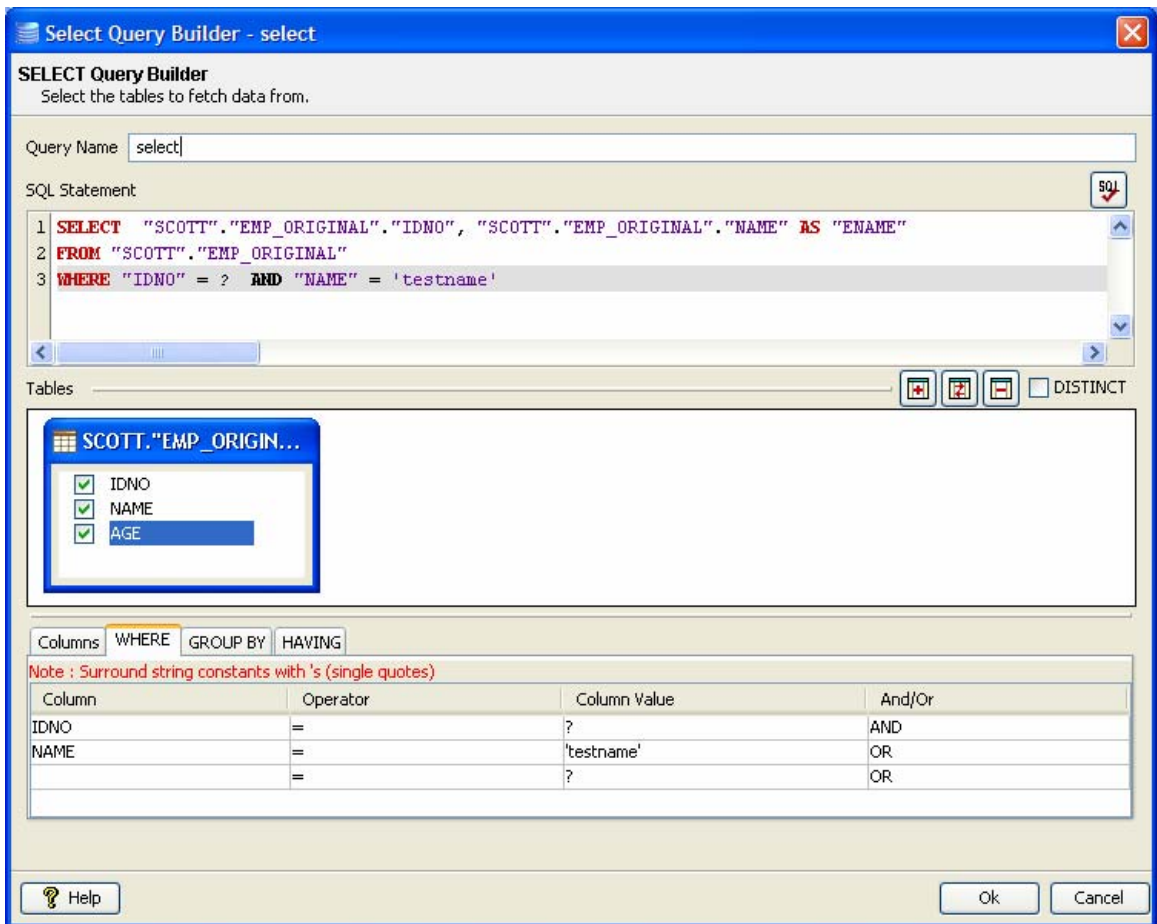 Select Query Builder - select
SELECT Query Builder
Select the tables to fetch data from.
Query Name select
SQL Statement
SQL
1 SELECT "SCOTT"."EMP_ORIGINAL"."IDNO", "SCOTT"."EMP_ORIGINAL"."NAME" AS "ENAME"
2 FROM "SCOTT"."EMP_ORIGINAL"
3 WHERE "IDNO" = ? AND "NAME" = 'testname'
Tables DISTINCT
SCOTT."EMP_ORIGIN...
IDNO
NAME
AGE
Columns WHERE GROUP BY HAVING
Note : Surround string constants with 's (single quotes)
Column Operator Column Value And/Or
IDNO = ? AND
NAME = 'testname' OR
= ? OR
Help Ok Cancel